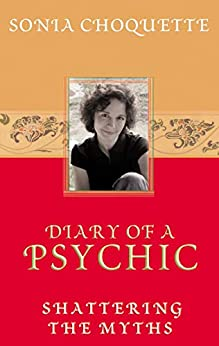 SONIA CHOQUETTE
DIARY OF A
PSYCHIC
SHATTERING
THE MYTHS